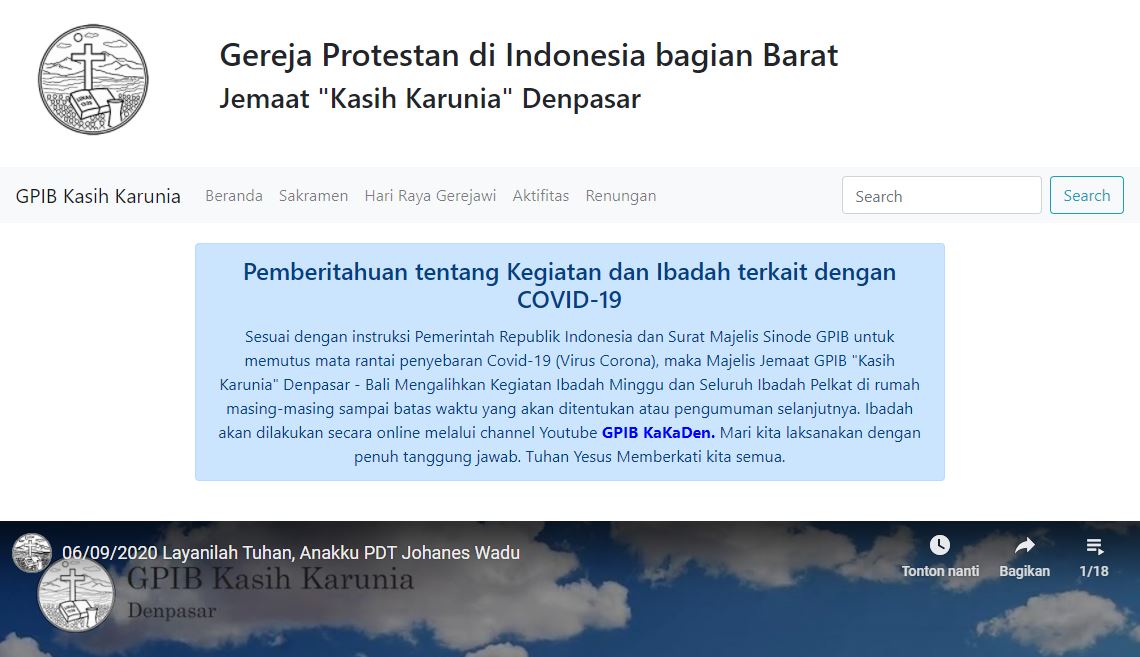 Gereja Protestan di Indonesia bagian Barat
Jemaat "Kasih Karunia" Denpasar
GPIB Kasih Karunia Beranda Sakramen Hari Raya Gerejawi Aktifitas Renungan Search Search
Pemberitahuan tentang Kegiatan dan Ibadah terkait dengan
COVID-19
Sesuai dengan instruksi Pemerintah Republik Indonesia dan Surat Majelis Sinode GPIB untuk
memutus mata rantai penyebaran Covid-19 (Virus Corona), maka Majelis Jemaat GPIB "Kasih
Karunia" Denpasar - Bali Mengalihkan Kegiatan Ibadah Minggu dan Seluruh Ibadah Pelkat di rumah
masing-masing sampai batas waktu yang akan ditentukan atau pengumuman selanjutnya. Ibadah
akan dilakukan secara online melalui channel Youtube GPIB KaKaDen. Mari kita laksanakan dengan
penuh tanggung jawab. Tuhan Yesus Memberkati kita semua.
06/09/2020 Layanilah Tuhan, Anakku PDT Johanes Wadu
Tonton nanti Bagikan 1/18
GPIB Kasih Karunia
Denpasar